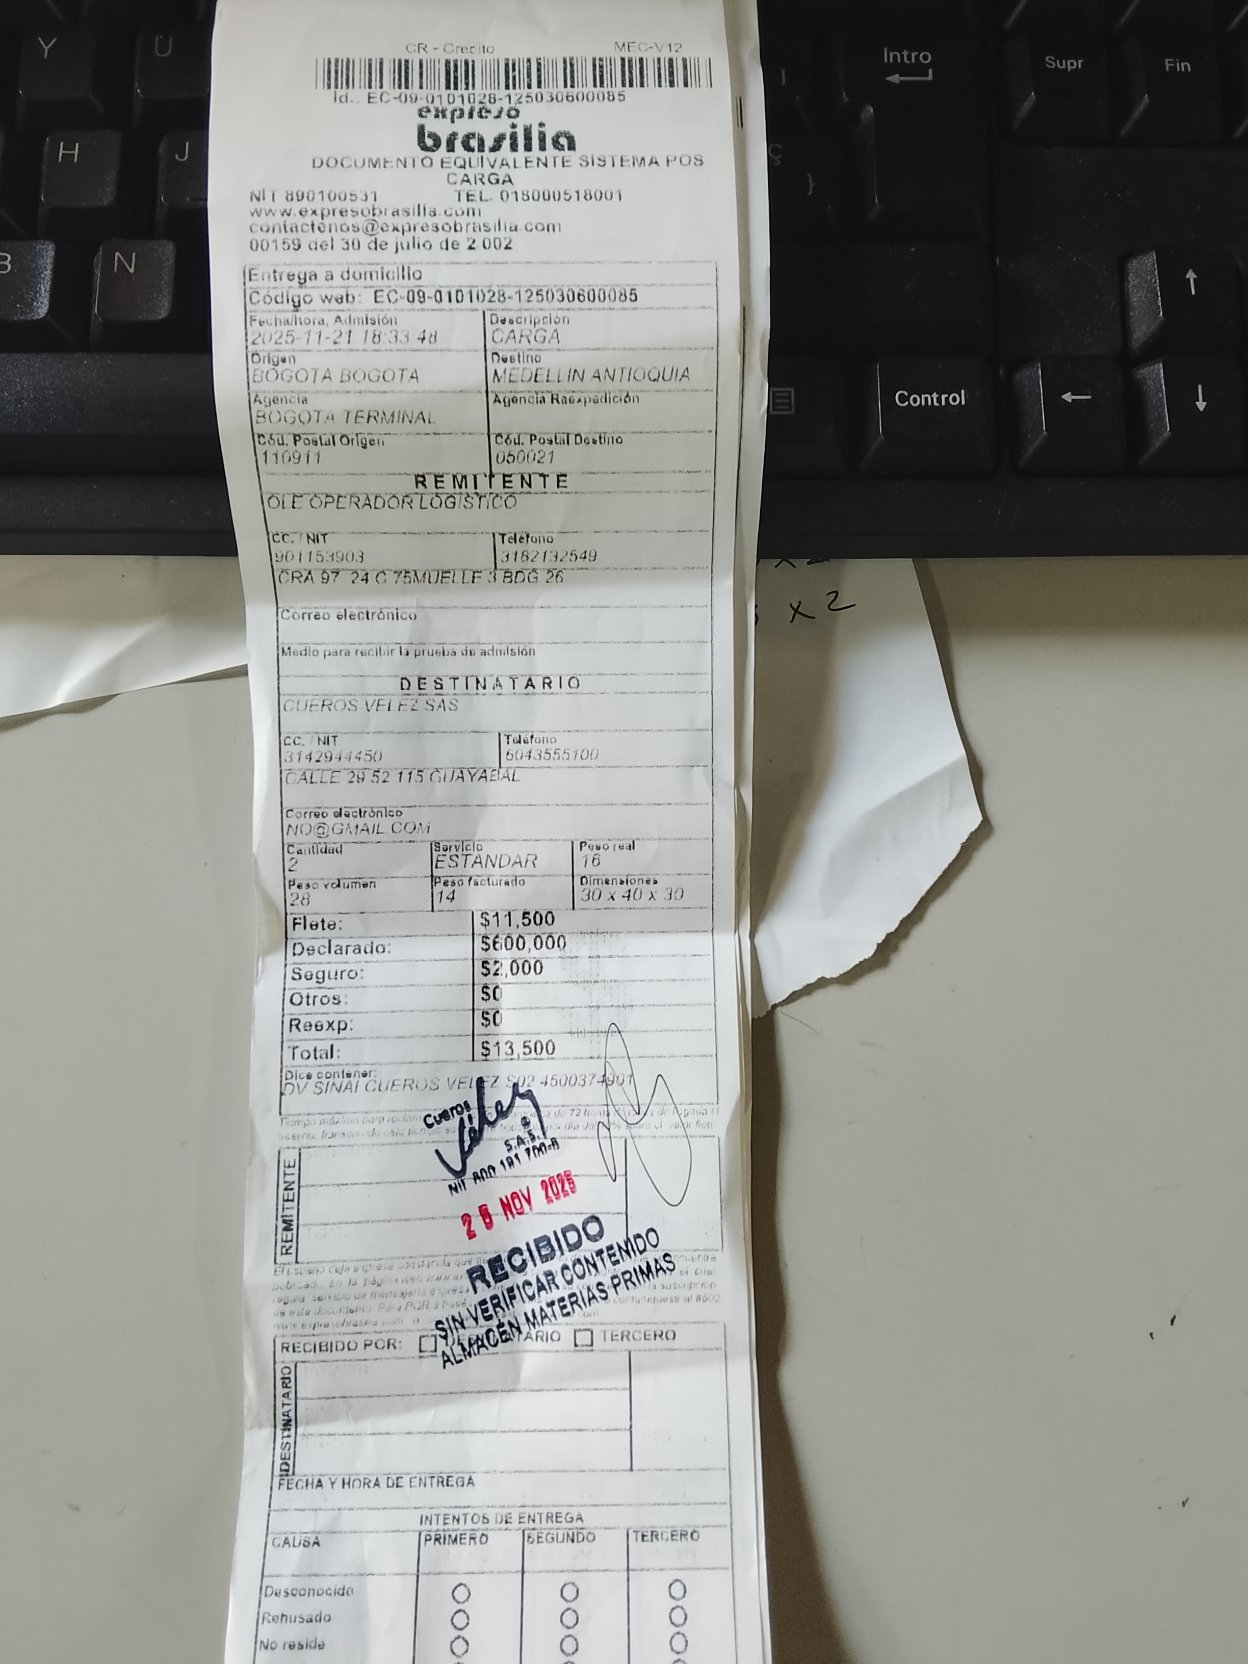 CR - Credito MEC-V12
Id.. EC-09-0101028-125030600085
expreso
brasilia
DOCUMENTO EQUIVALENTE SISTEMA POS
CARGA
NIT 890100531 TEL. 018000518001
www.expresobrasilia.com
contactenos@expresobrasilia.com
00159 del 30 de julio de 2.002
Entrega a domicilio
Código web: EC-09-0101028-125030600085
Fecha/hora, Admisión Descripción
2025-11-21 18:33:48 CARGA
Origen Destino
BOGOTA BOGOTA MEDELLIN ANTIOQUIA
Agencia Agencia Reexpedición
BOGOTA TERMINAL
Cód. Postal Origen Cód. Postal Destino
110911 050021
REMITENTE
OLE OPERADOR LOGISTICO
CC. / NIT Teléfono
901153903 3182132549
CRA 97 24 C 75MUELLE 3 BDG 26
Correo electrónico
Medio para recibir la prueba de admisión
DESTINATARIO
CUEROS VELEZ SAS
CC. / NIT Teléfono
3142944450 6043555100
CALLE 29 52 115 GUAYABAL
Correo electrónico
NO@GMAIL.COM
Cantidad Servicio Peso real
2 ESTANDAR 16
Peso volumen Peso facturado Dimensiones
28 14 30 x 40 x 30
Flete: $11,500
Declarado: $600,000
Seguro: $2,000
Otros: $0
Reexp: $0
Total: $13,500
Dice contener:
DV SINAI CUEROS VELEZ S02 4500374901
Cueros
Vélez
S.A.S.
REMITENTE
NOV 2025
RECIBIDO
SIN VERIFICAR CONTENIDO
ALMACÉN MATERIAS PRIMAS
RECIBIDO POR: TERCERO
DESTINATARIO
FECHA Y HORA DE ENTREGA
INTENTOS DE ENTREGA
CAUSA PRIMERO SEGUNDO TERCERO
Desconocido
Rehusado
No reside
Y
U
H
J
B
N
Intro
Supr
Fin
Ç
}
Control
x 2